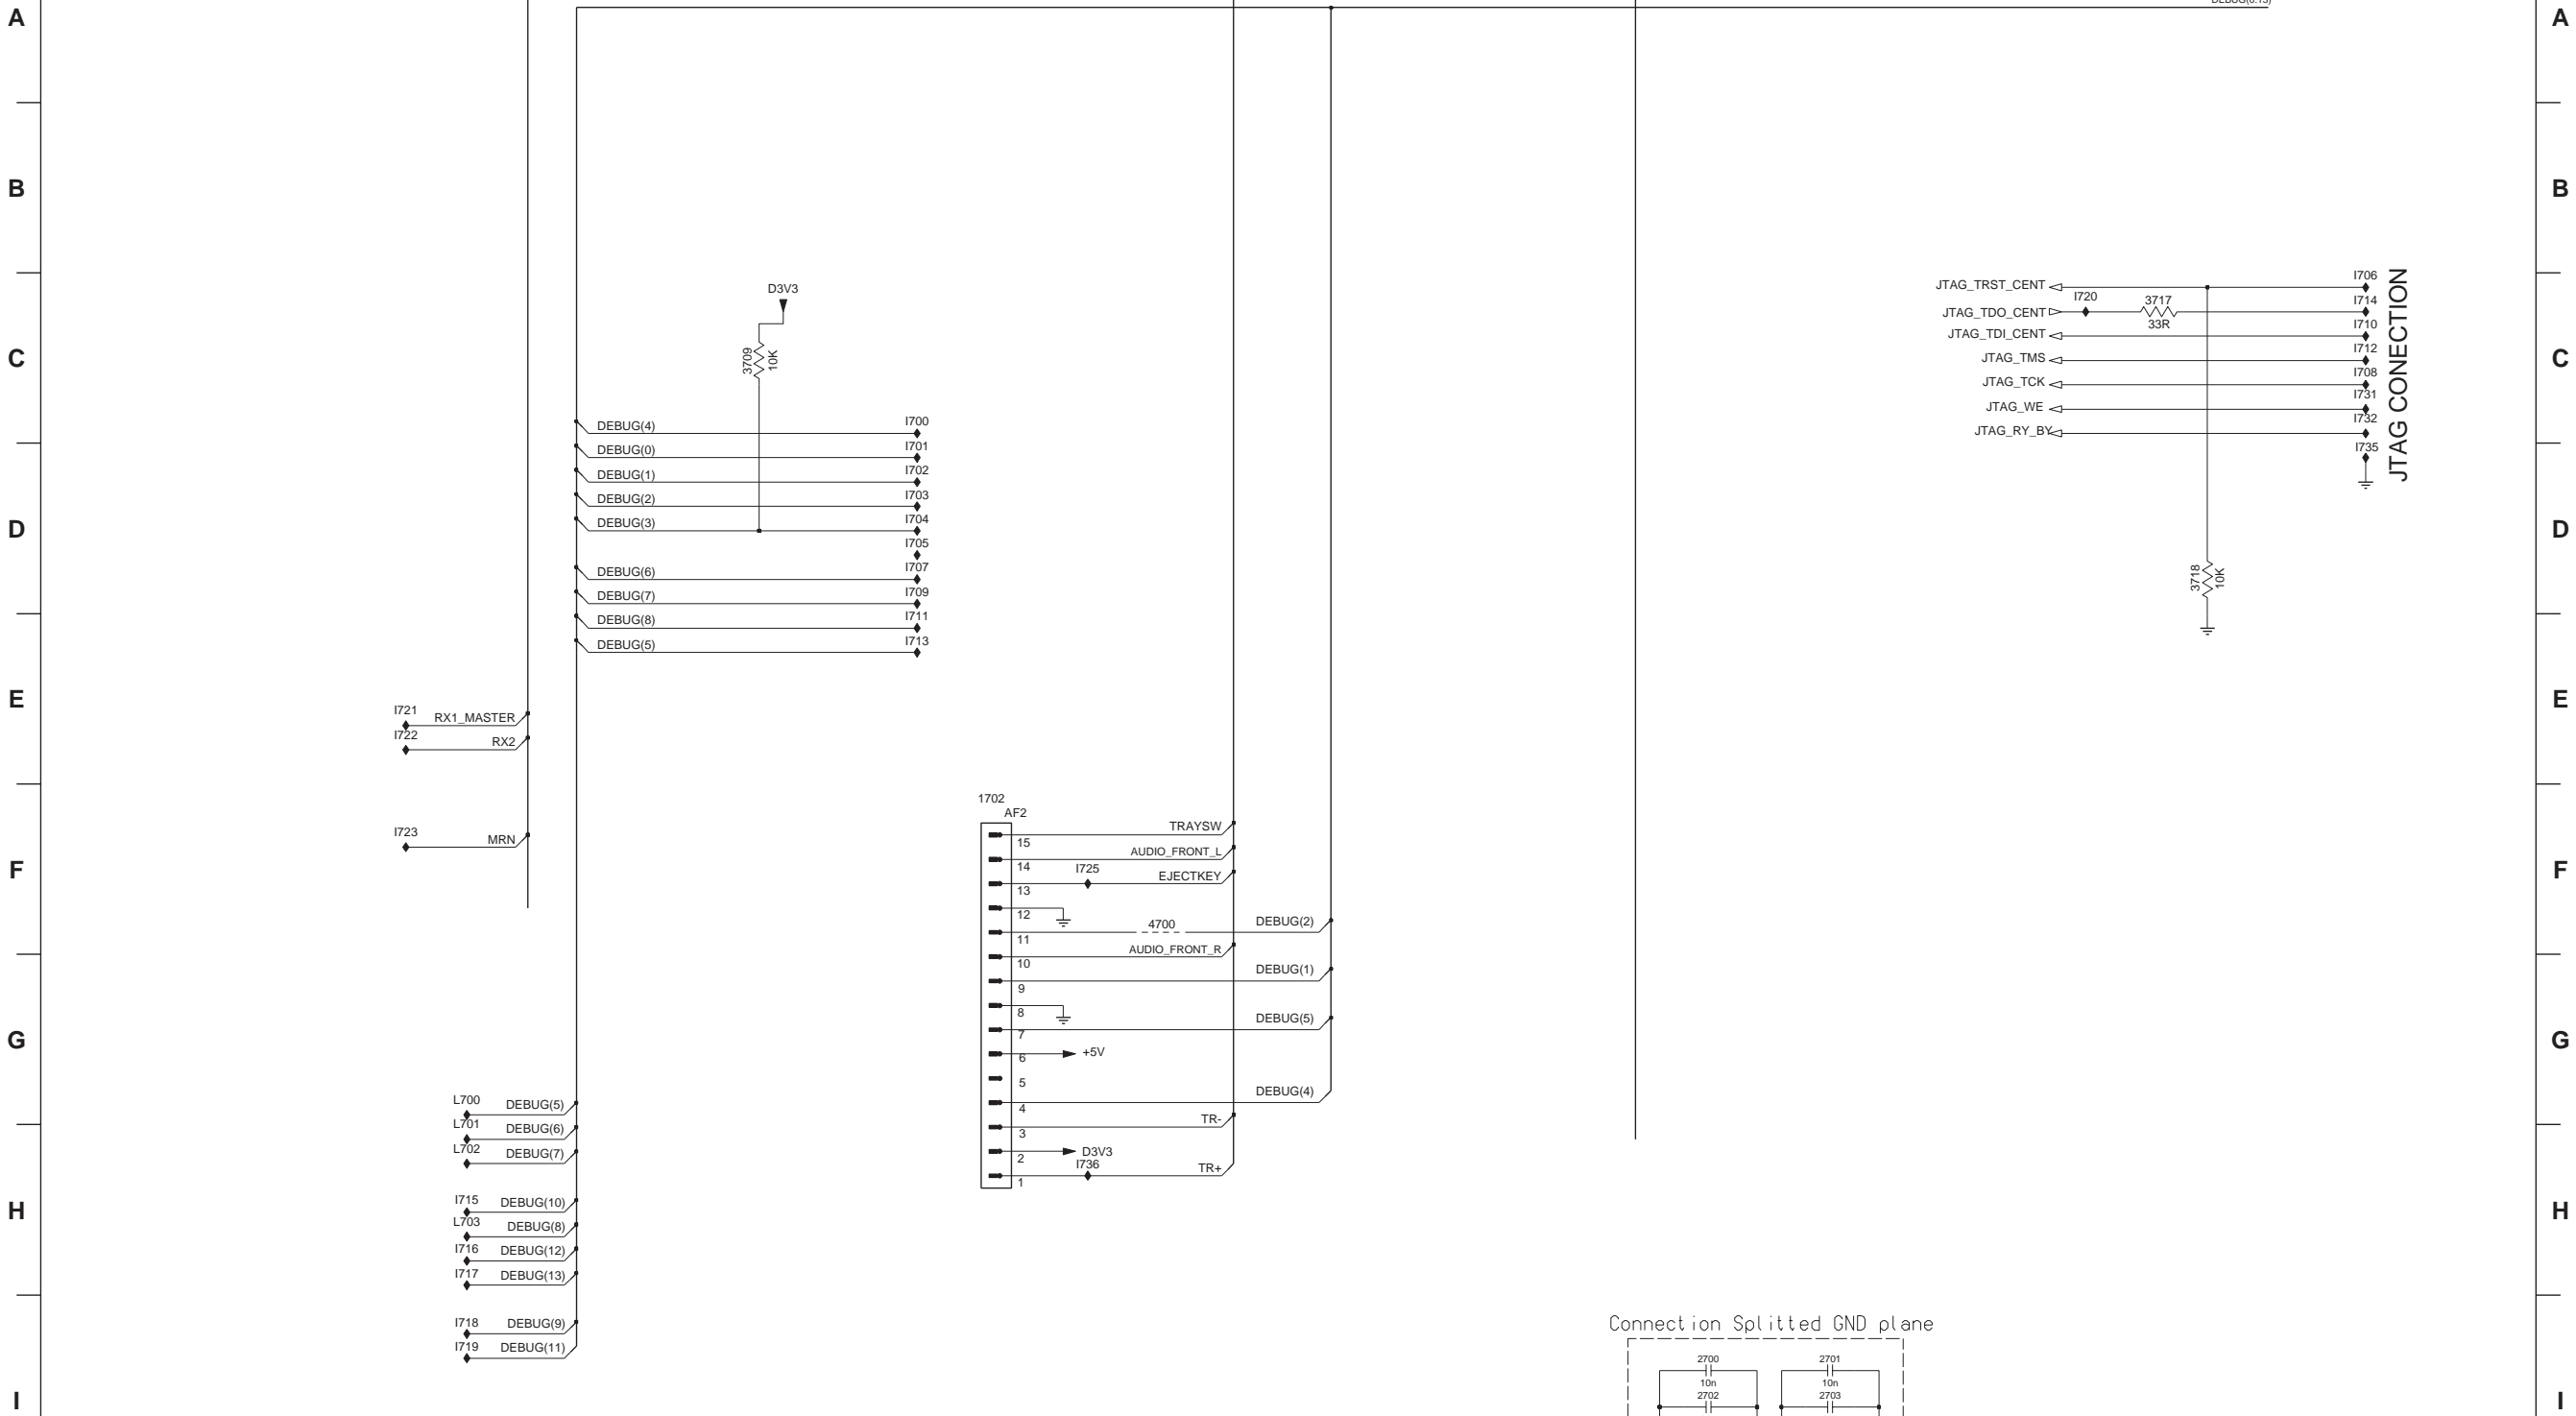 A
A
B
B
D3V3
3709
10K
JTAG_TRST_CENT
I706
JTAG_TDO_CENT
I720
3717
33R
I714
JTAG_TDI_CENT
I710
JTAG_TMS
I712
JTAG_TCK
I708
JTAG_WE
I731
JTAG_RY_BY
I732
I735
JTAG CONECTION
C
C
DEBUG(4)
I700
DEBUG(0)
I701
DEBUG(1)
I702
DEBUG(2)
I703
DEBUG(3)
I704
I705
DEBUG(6)
I707
DEBUG(7)
I709
DEBUG(8)
I711
DEBUG(5)
I713
D
D
3718
10K
E
E
I721
RX1_MASTER
I722
RX2
I723
MRN
F
F
1702
AF2
15
TRAYSW
14
AUDIO_FRONT_L
13
I725
EJECTKEY
12
11
4700
DEBUG(2)
10
AUDIO_FRONT_R
9
DEBUG(1)
8
7
DEBUG(5)
6
+5V
5
4
DEBUG(4)
3
TR-
2
D3V3
1
I736
TR+
G
G
L700
DEBUG(5)
L701
DEBUG(6)
L702
DEBUG(7)
I715
DEBUG(10)
L703
DEBUG(8)
I716
DEBUG(12)
I717
DEBUG(13)
H
H
I718
DEBUG(9)
I719
DEBUG(11)
Connection Splitted GND plane
2700
10n
2702
2701
10n
2703
I
I